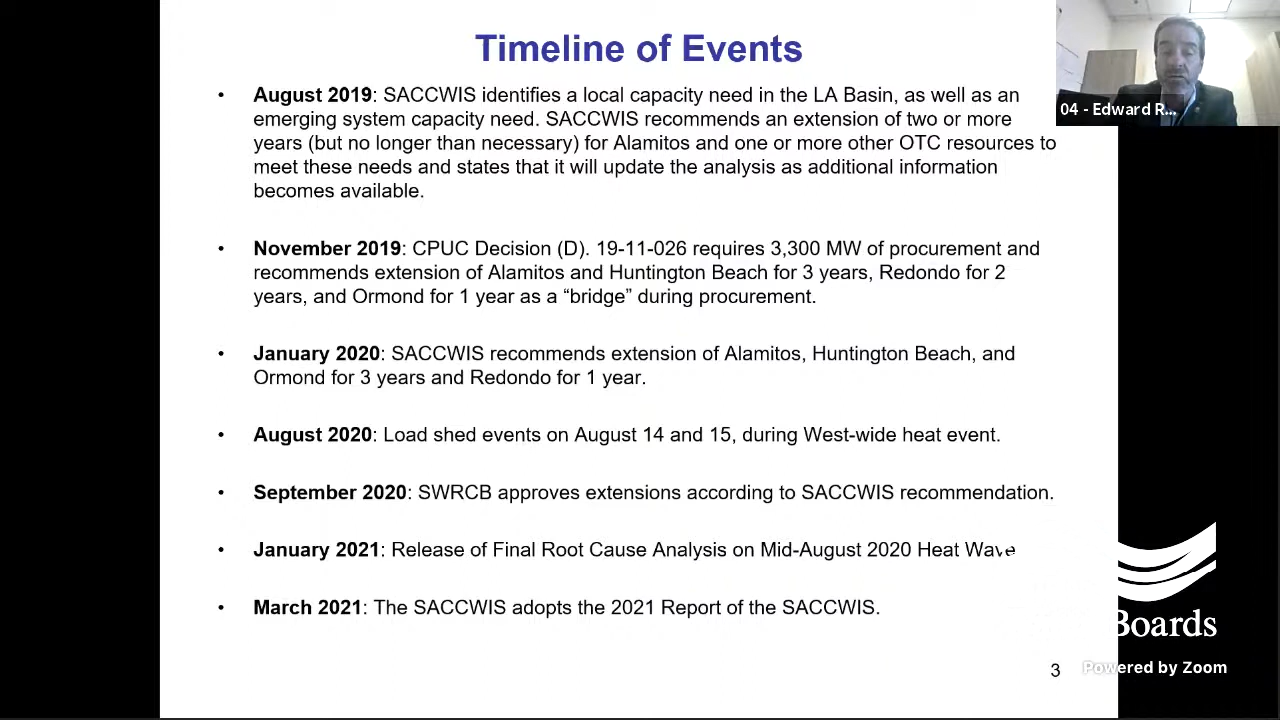 Timeline of Events
04 - Edward R...
• August 2019: SACCWIS identifies a local capacity need in the LA Basin, as well as an
emerging system capacity need. SACCWIS recommends an extension of two or more
years (but no longer than necessary) for Alamitos and one or more other OTC resources to
meet these needs and states that it will update the analysis as additional information
becomes available.
• November 2019: CPUC Decision (D). 19-11-026 requires 3,300 MW of procurement and
recommends extension of Alamitos and Huntington Beach for 3 years, Redondo for 2
years, and Ormond for 1 year as a “bridge” during procurement.
• January 2020: SACCWIS recommends extension of Alamitos, Huntington Beach, and
Ormond for 3 years and Redondo for 1 year.
• August 2020: Load shed events on August 14 and 15, during West-wide heat event.
• September 2020: SWRCB approves extensions according to SACCWIS recommendation.
• January 2021: Release of Final Root Cause Analysis on Mid-August 2020 Heat Wave
• March 2021: The SACCWIS adopts the 2021 Report of the SACCWIS.
Boards
3
Powered by Zoom